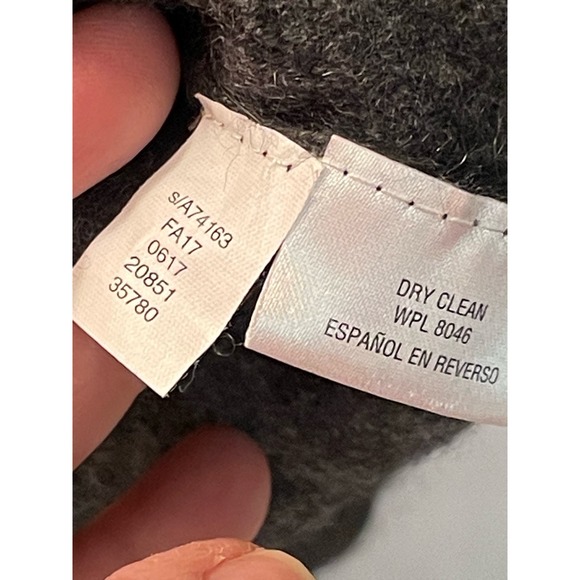 S/A74163
FA17
0617
20851
35780
DRY CLEAN
WPL 8046
ESPAÑOL EN REVERSO